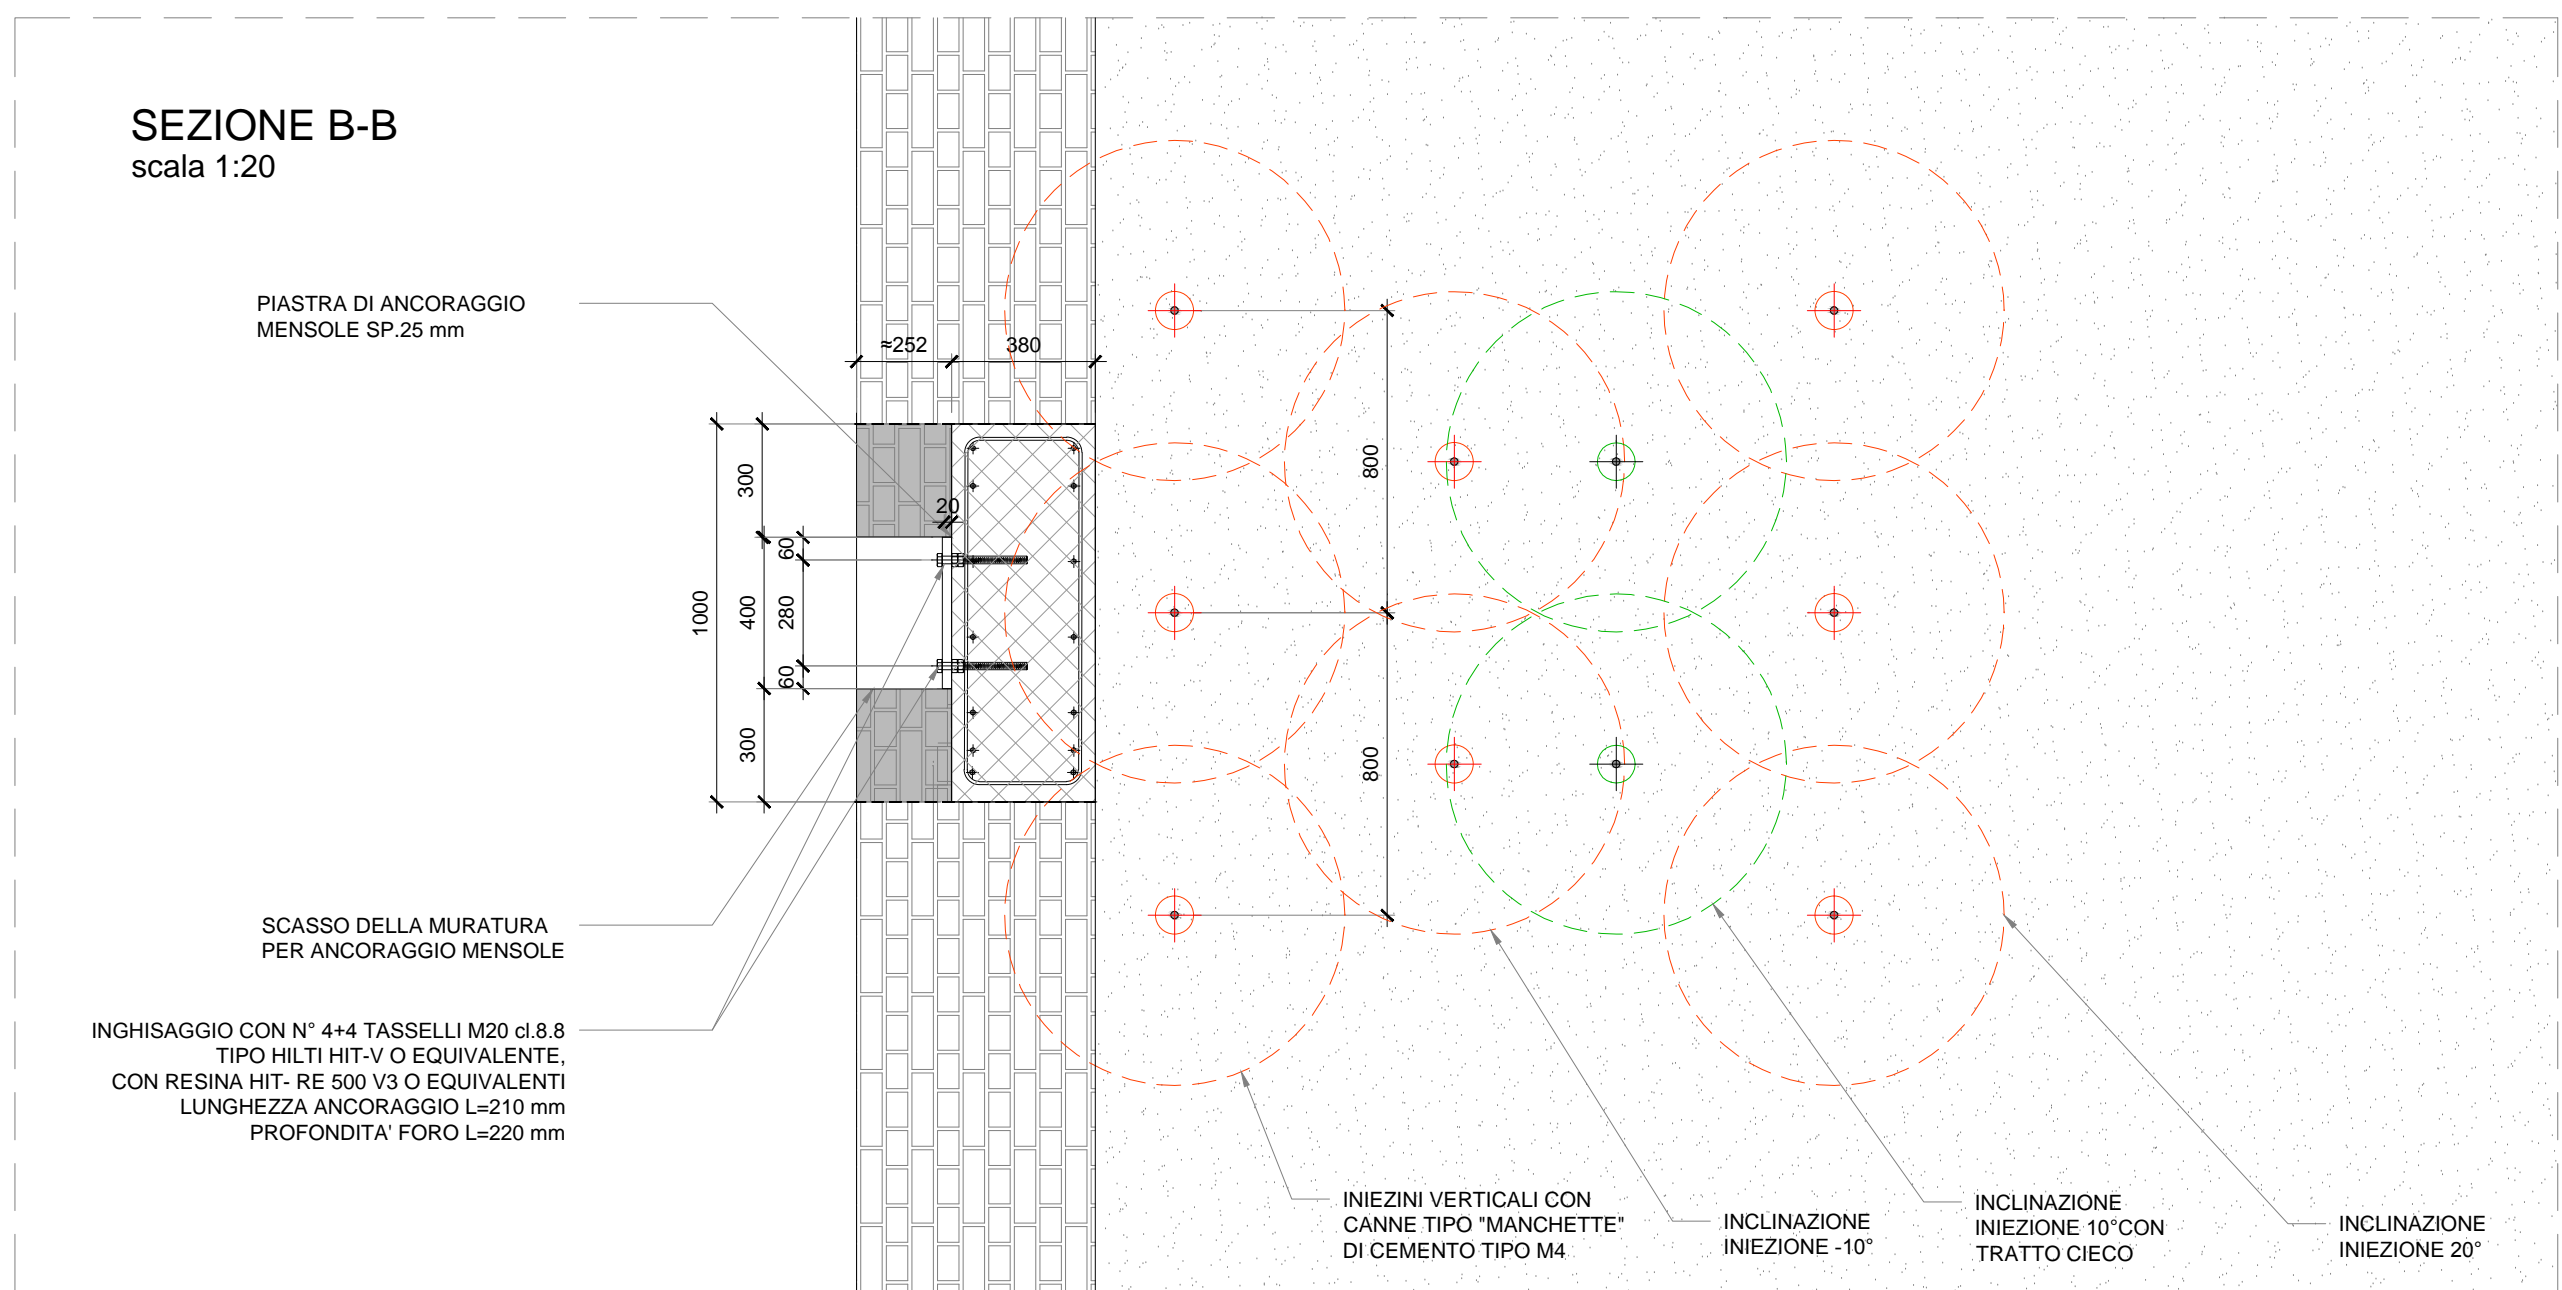 SEZIONE B-B
scala 1:20
PIASTRA DI ANCORAGGIO
MENSOLE SP.25 mm
≈252
380
300
20
60
1000
400
280
60
300
800
800
SCASSO DELLA MURATURA
PER ANCORAGGIO MENSOLE
INGHISAGGIO CON N° 4+4 TASSELLI M20 cl.8.8
TIPO HILTI HIT-V O EQUIVALENTE,
CON RESINA HIT- RE 500 V3 O EQUIVALENTI
LUNGHEZZA ANCORAGGIO L=210 mm
PROFONDITA' FORO L=220 mm
INIEZINI VERTICALI CON
CANNE TIPO "MANCHETTE"
DI CEMENTO TIPO M4
INCLINAZIONE
INIEZIONE -10°
INCLINAZIONE
INIEZIONE 10°CON
TRATTO CIECO
INCLINAZIONE
INIEZIONE 20°